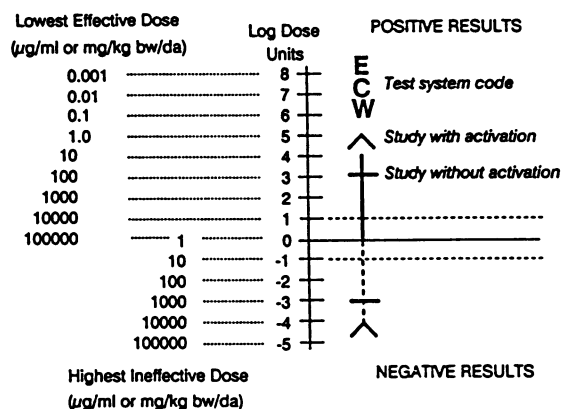 Lowest Effective Dose
(µg/ml or mg/kg bw/da)
Log Dose
Units
POSITIVE RESULTS
0.001 8
0.01 7
0.1 6
1.0 5
10 4
100 3
1000 2
10000 1
100000 1 0
10 -1
100 -2
1000 -3
10000 -4
100000 -5
E
C
W
Test system code
Study with activation
Study without activation
Highest Ineffective Dose
(µg/ml or mg/kg bw/da)
NEGATIVE RESULTS